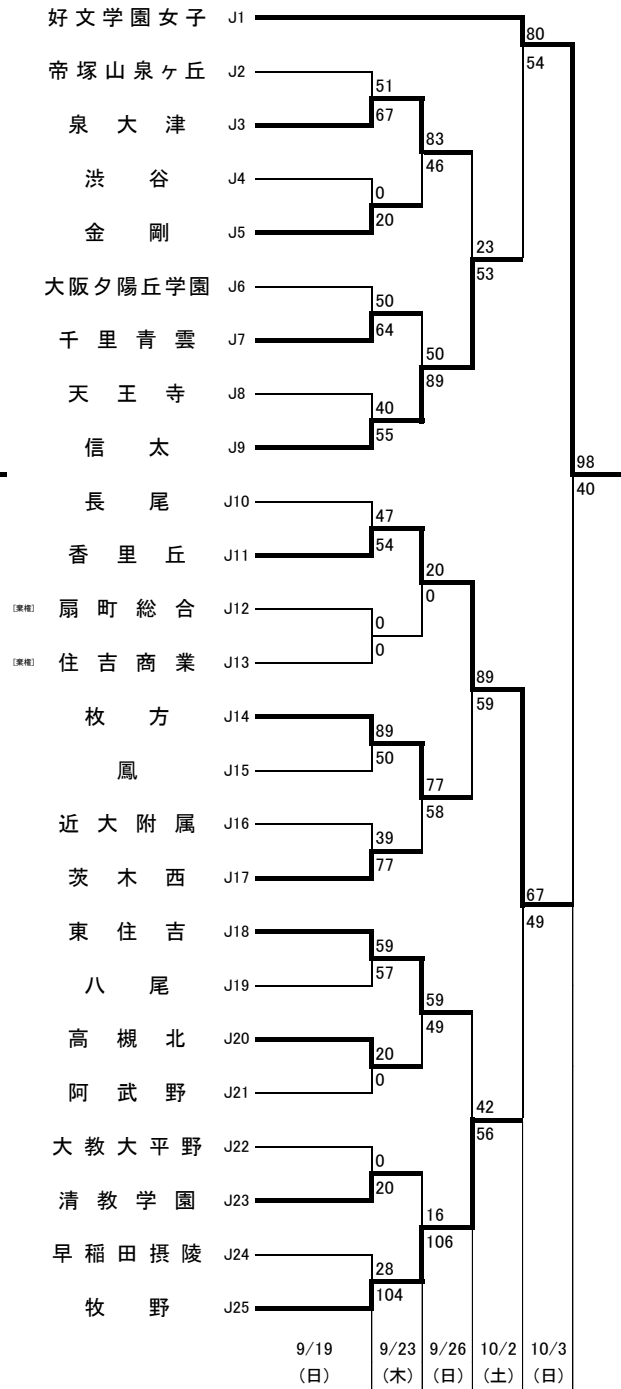 好文学園女子 J1
80
54
帝塚山泉ヶ丘 J2
51
67
泉大津 J3
83
46
渋谷 J4
0
20
金剛 J5
23
53
大阪夕陽丘学園 J6
50
64
千里青雲 J7
50
89
天王寺 J8
40
55
信太 J9
98
40
長尾 J10
47
54
香里丘 J11
20
0
[棄権] 扇町総合 J12
0
0
[棄権] 住吉商業 J13
89
59
枚方 J14
89
50
鳳 J15
77
58
近大附属 J16
39
77
茨木西 J17
67
49
東住吉 J18
59
57
八尾 J19
59
49
高槻北 J20
20
0
阿武野 J21
42
56
大教大平野 J22
0
20
清教学園 J23
16
106
早稲田摂陵 J24
28
104
牧野 J25
9/19 9/23 9/26 10/2 10/3
(日) (木) (日) (土) (日)